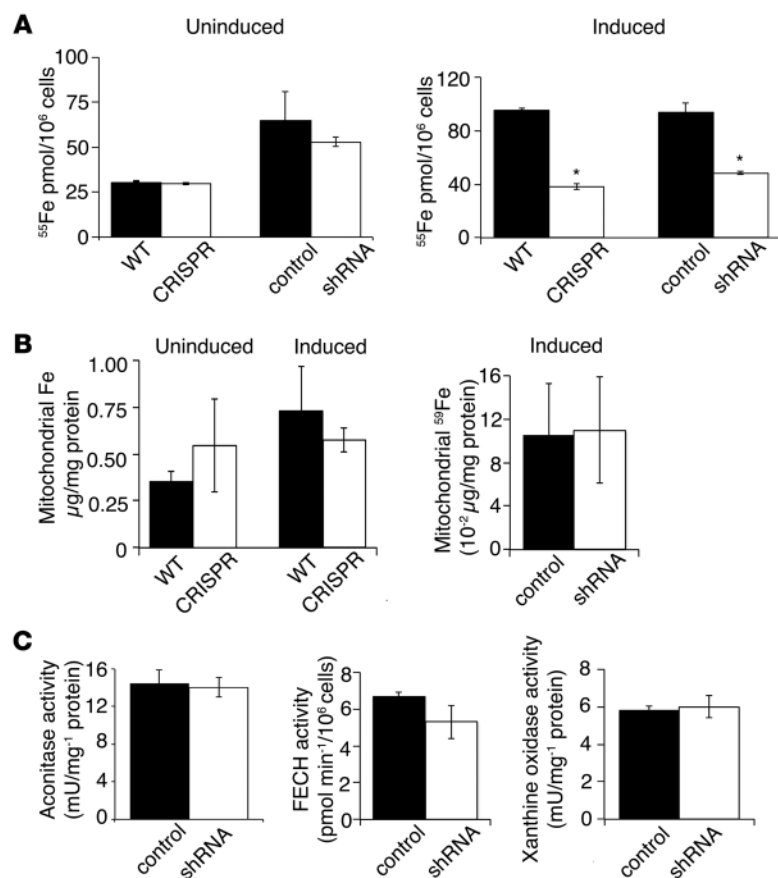 A
Uninduced
Induced
⁵⁵Fe pmol/10⁶ cells
100
75
50
25
0
WT
CRISPR
control
shRNA
⁵⁵Fe pmol/10⁶ cells
120
80
40
0
*
*
WT
CRISPR
control
shRNA
B
Uninduced
Induced
Mitochondrial Fe
µg/mg protein
1.00
0.75
0.50
0.25
0
WT
CRISPR
WT
CRISPR
Induced
Mitochondrial ⁵⁹Fe
(10⁻² µg/mg protein)
16
12
8
4
0
control
shRNA
C
Aconitase activity
(mU/mg⁻¹ protein)
16
12
8
4
0
control
shRNA
FECH activity
(pmol min⁻¹/10⁶ cells)
8
6
4
2
0
control
shRNA
Xanthine oxidase activity
(mU/mg⁻¹ protein)
8
6
4
2
0
control
shRNA